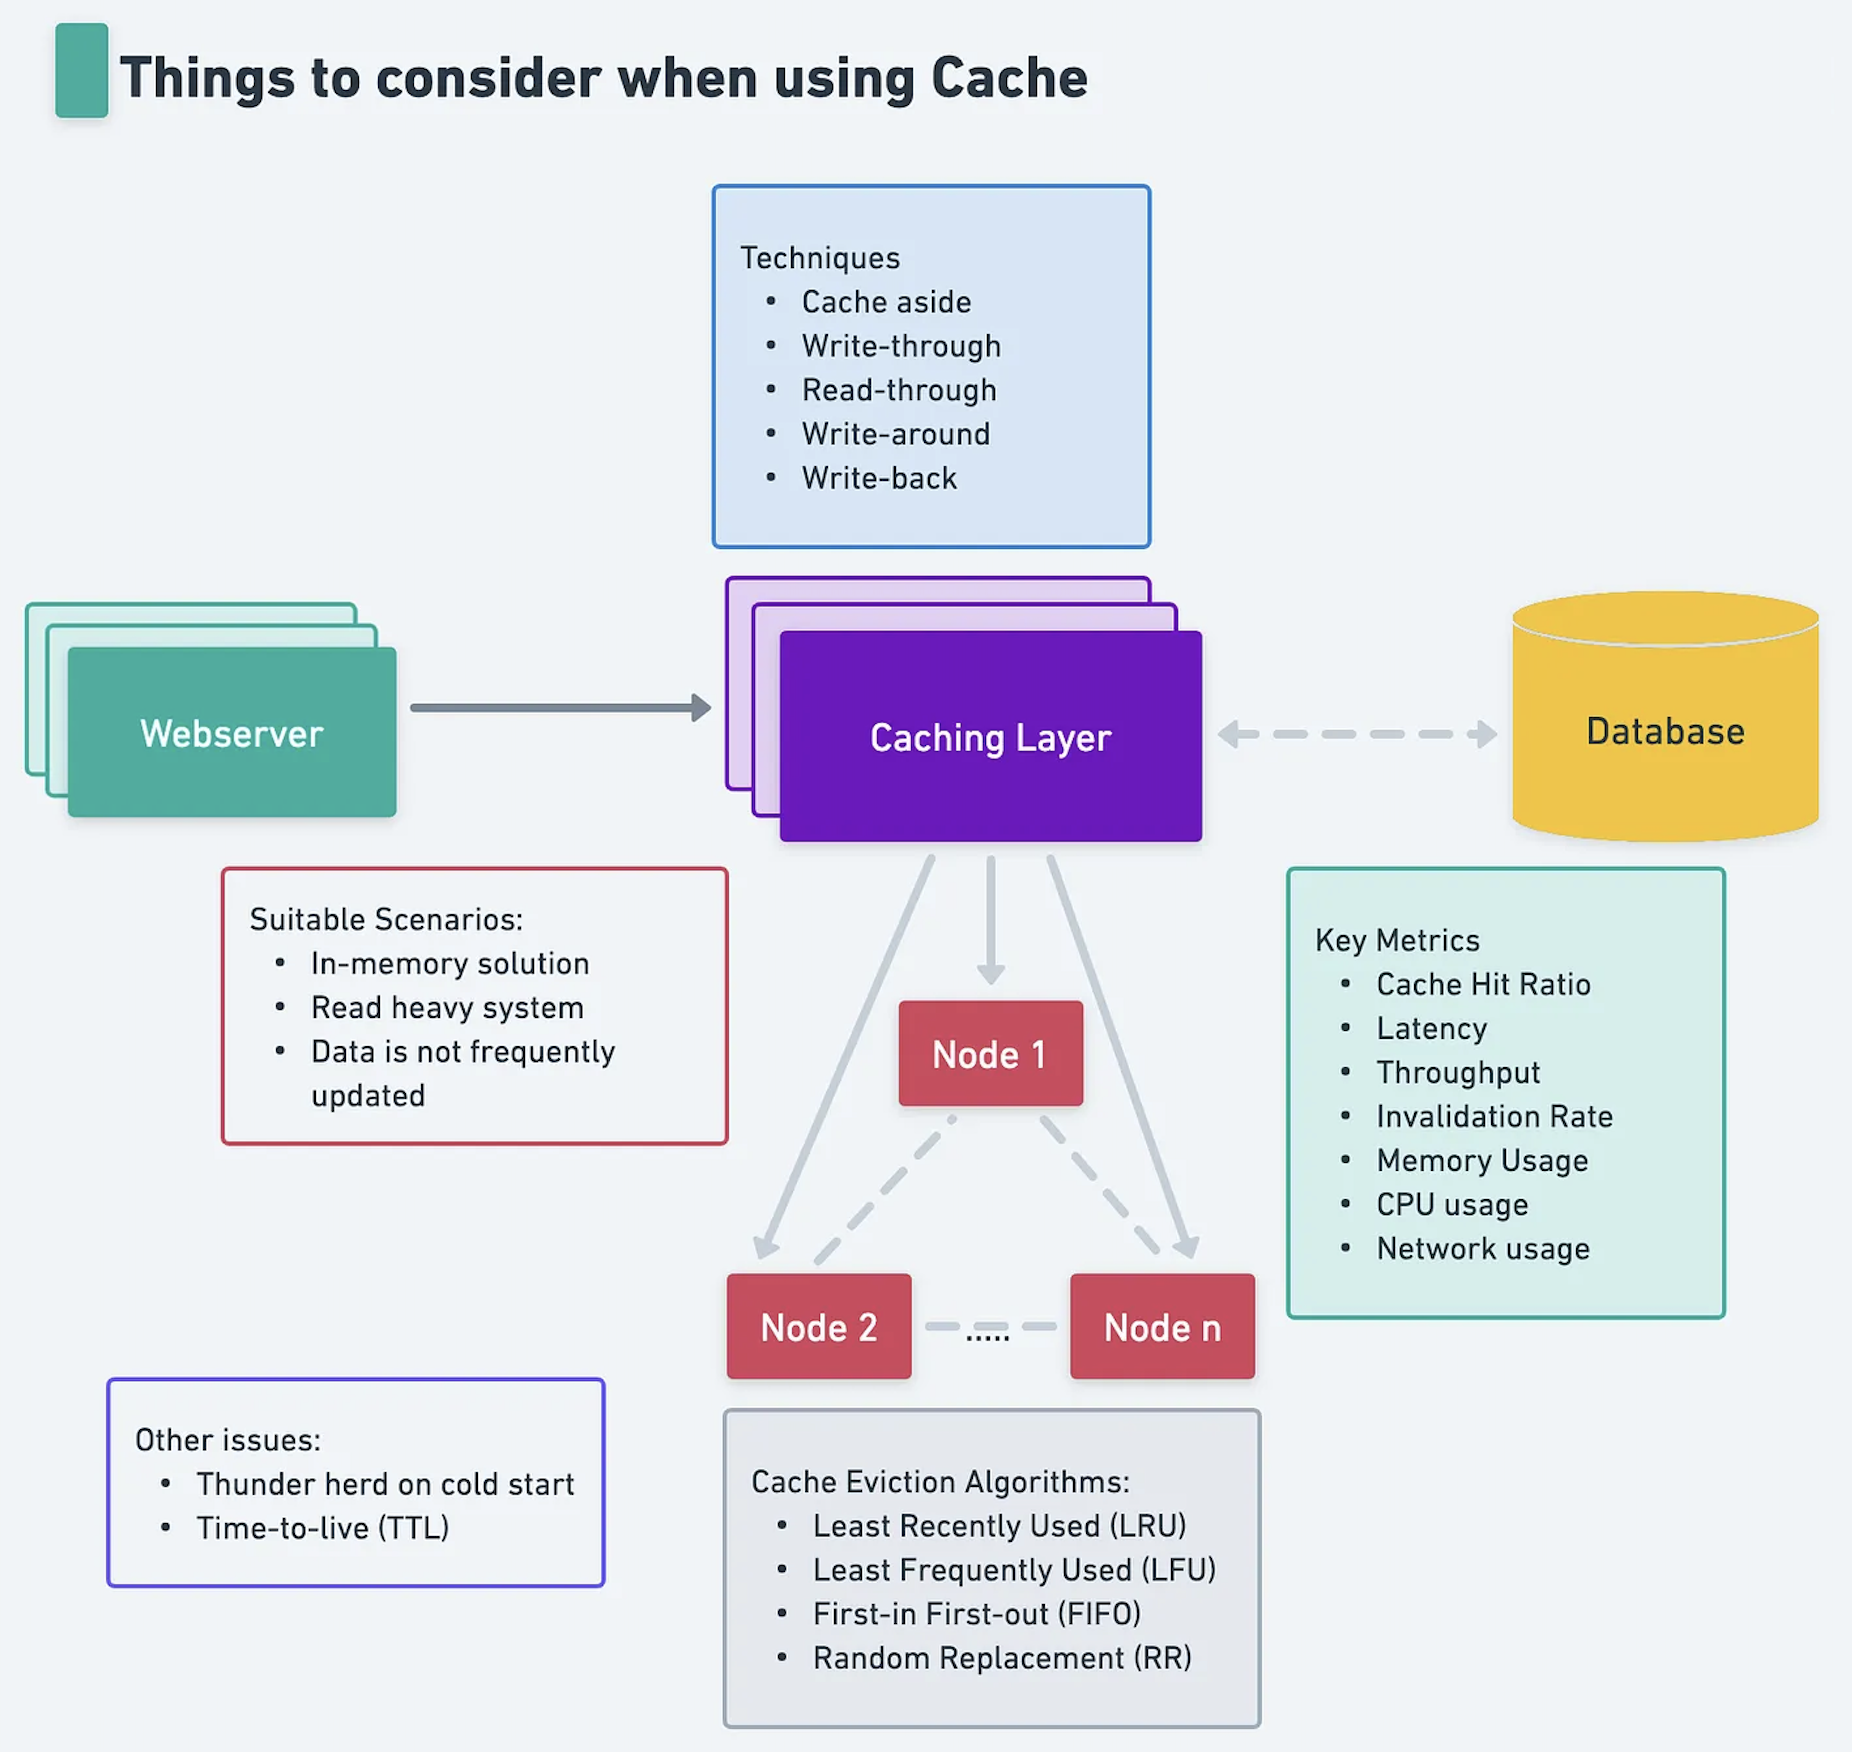 Things to consider when using Cache
Techniques
• Cache aside
• Write-through
• Read-through
• Write-around
• Write-back
Webserver
Caching Layer
Database
Suitable Scenarios:
• In-memory solution
• Read heavy system
• Data is not frequently
updated
Key Metrics
• Cache Hit Ratio
• Latency
• Throughput
• Invalidation Rate
• Memory Usage
• CPU usage
• Network usage
Node 1
Node 2
.....
Node n
Other issues:
• Thunder herd on cold start
• Time-to-live (TTL)
Cache Eviction Algorithms:
• Least Recently Used (LRU)
• Least Frequently Used (LFU)
• First-in First-out (FIFO)
• Random Replacement (RR)